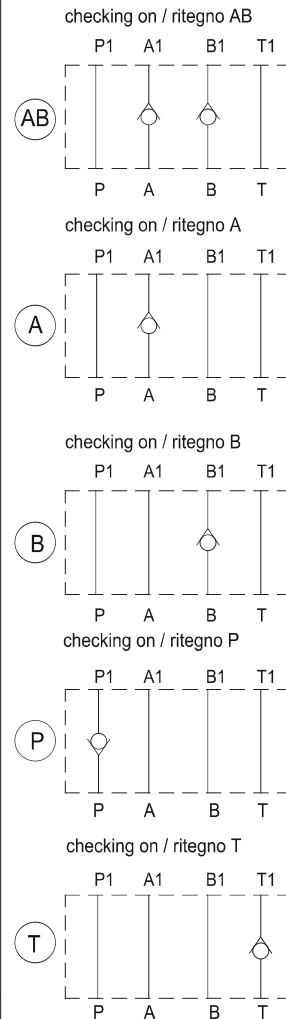 checking on / ritegno AB
P1 A1 B1 T1
AB
P A B T
checking on / ritegno A
P1 A1 B1 T1
A
P A B T
checking on / ritegno B
P1 A1 B1 T1
B
P A B T
checking on / ritegno P
P1 A1 B1 T1
P
P A B T
checking on / ritegno T
P1 A1 B1 T1
T
P A B T